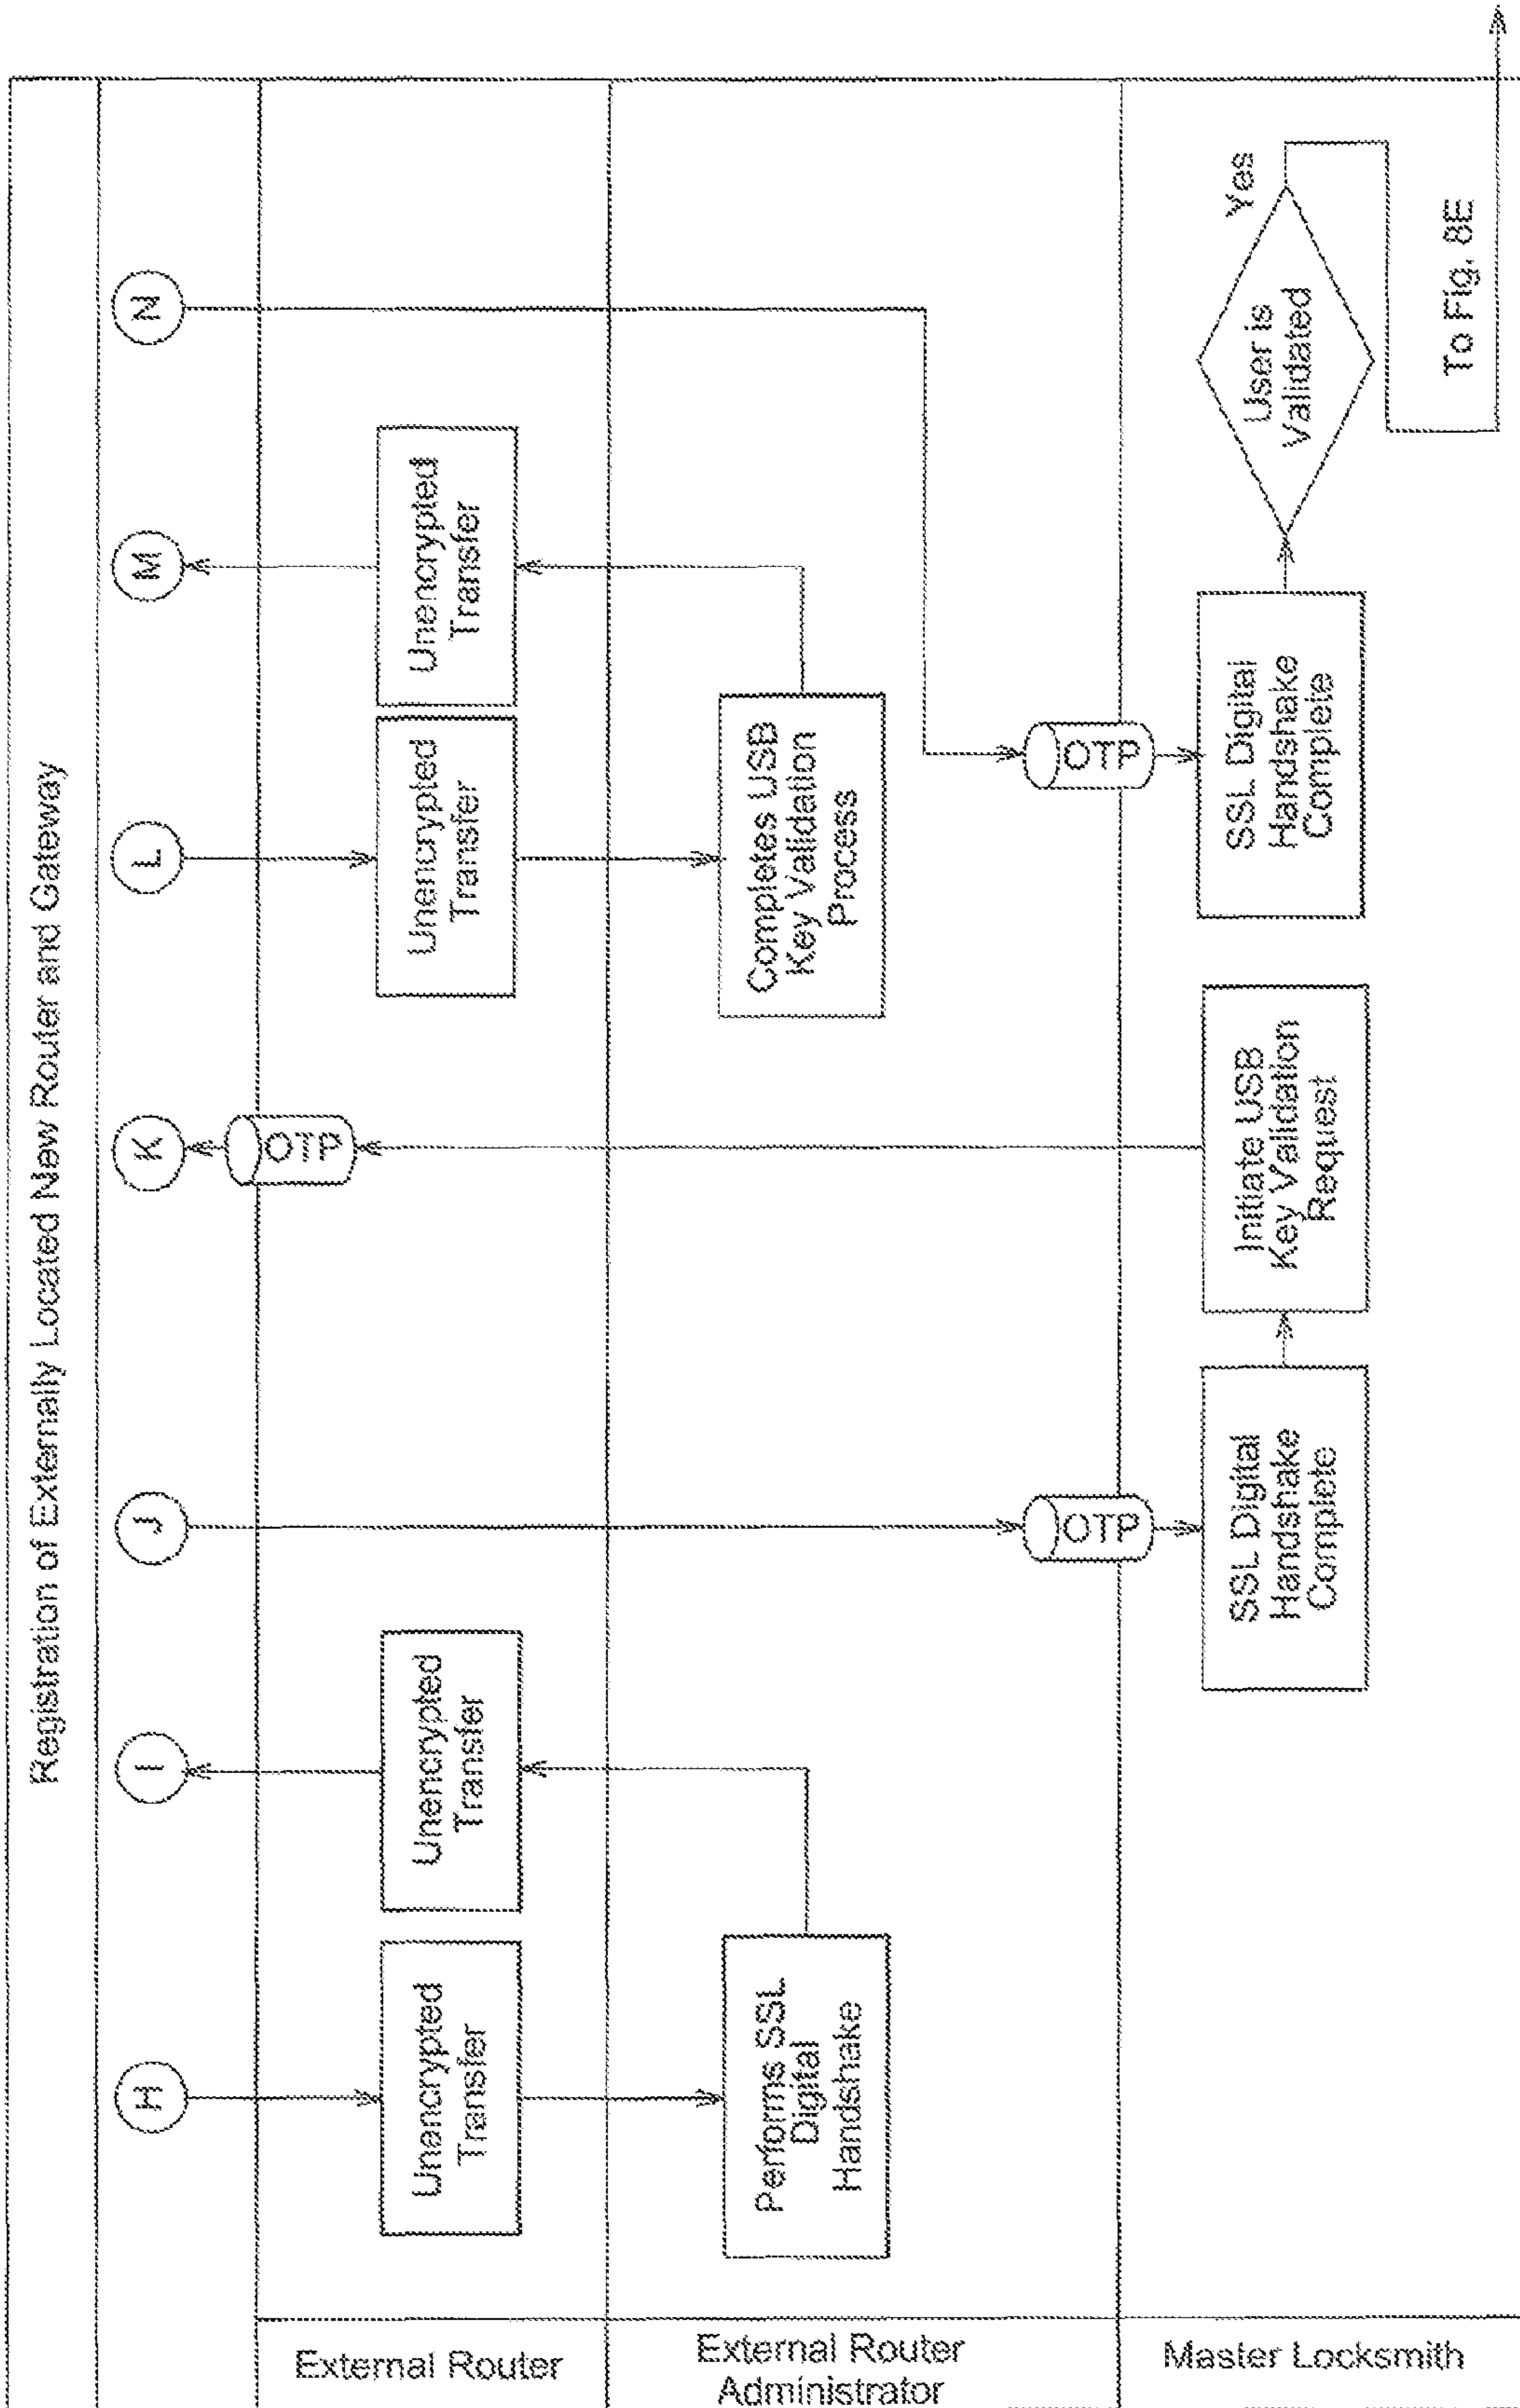 Registration of Externally Located New Router and Gateway
H
I
J
K
L
M
N
External Router
Unencrypted
Transfer
Unencrypted
Transfer
OTP
Unencrypted
Transfer
Unencrypted
Transfer
External Router
Administrator
Performs SSL
Digital
Handshake
Completes USB
Key Validation
Process
OTP
OTP
Master Locksmith
SSL Digital
Handshake
Complete
Initiate USB
Key Validation
Request
SSL Digital
Handshake
Complete
User is
Validated
Yes
To Fig. 8E